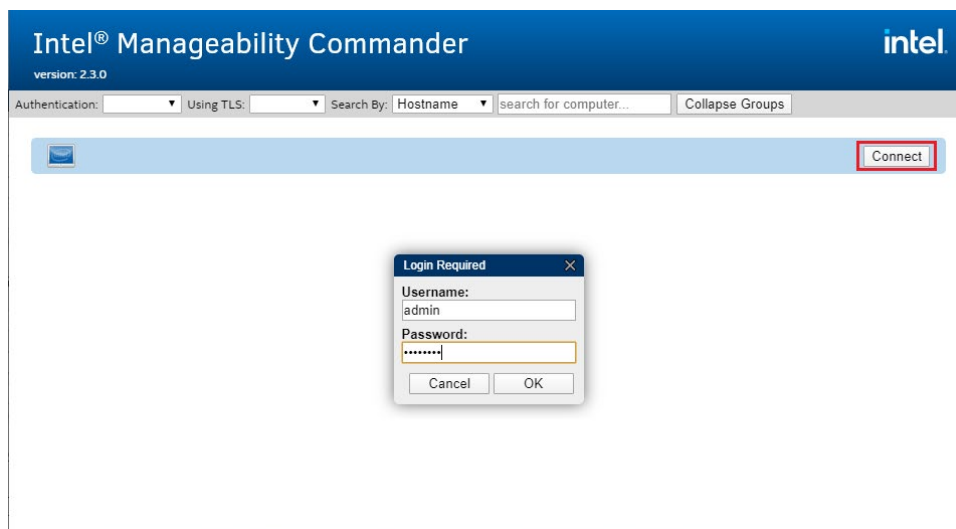 Intel® Manageability Commander
intel.
version: 2.3.0
Authentication: Using TLS: Search By: Hostname search for computer... Collapse Groups
Connect
Login Required
Username:
admin
Password:
••••••••
Cancel OK